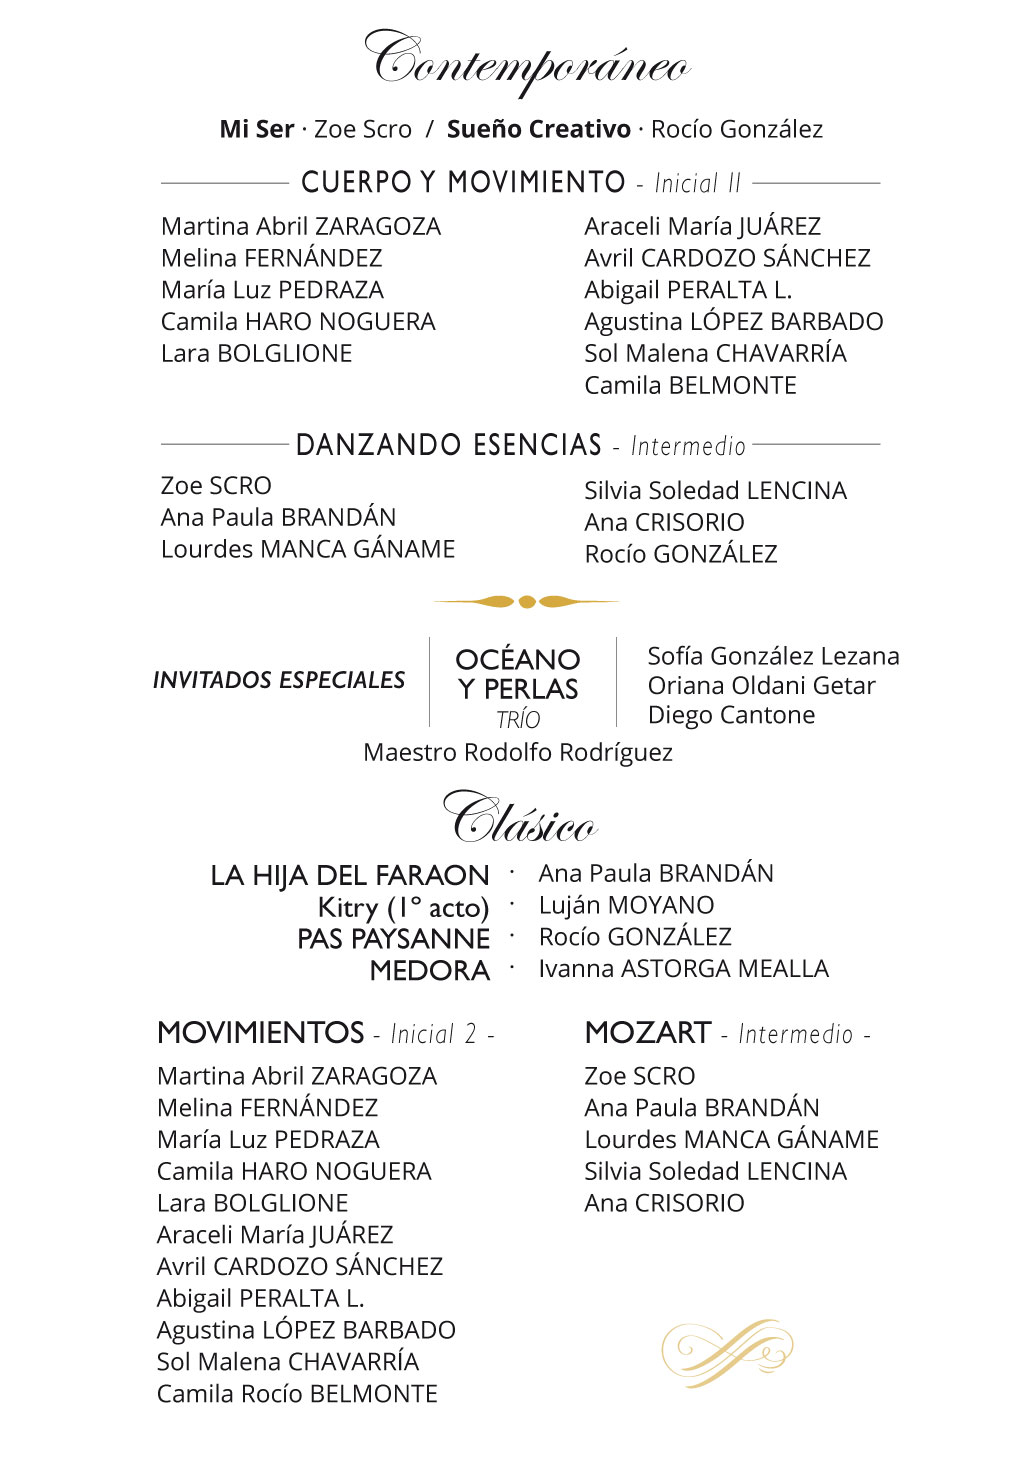 Contemporáneo
Mi Ser · Zoe Scro / Sueño Creativo · Rocío González
CUERPO Y MOVIMIENTO - Inicial II
Martina Abril ZARAGOZA
Melina FERNÁNDEZ
María Luz PEDRAZA
Camila HARO NOGUERA
Lara BOLGLIONE
Araceli María JUÁREZ
Avril CARDOZO SÁNCHEZ
Abigail PERALTA L.
Agustina LÓPEZ BARBADO
Sol Malena CHAVARRÍA
Camila BELMONTE
DANZANDO ESENCIAS - Intermedio
Zoe SCRO
Ana Paula BRANDÁN
Lourdes MANCA GÁNAME
Silvia Soledad LENCINA
Ana CRISORIO
Rocío GONZÁLEZ
INVITADOS ESPECIALES
OCÉANO
Y PERLAS
TRÍO
Sofía González Lezana
Oriana Oldani Getar
Diego Cantone
Maestro Rodolfo Rodríguez
Clásico
LA HIJA DEL FARAON · Ana Paula BRANDÁN
Kitry (1º acto) · Luján MOYANO
PAS PAYSANNE · Rocío GONZÁLEZ
MEDORA · Ivanna ASTORGA MEALLA
MOVIMIENTOS - Inicial 2 -
Martina Abril ZARAGOZA
Melina FERNÁNDEZ
María Luz PEDRAZA
Camila HARO NOGUERA
Lara BOLGLIONE
Araceli María JUÁREZ
Avril CARDOZO SÁNCHEZ
Abigail PERALTA L.
Agustina LÓPEZ BARBADO
Sol Malena CHAVARRÍA
Camila Rocío BELMONTE
MOZART - Intermedio -
Zoe SCRO
Ana Paula BRANDÁN
Lourdes MANCA GÁNAME
Silvia Soledad LENCINA
Ana CRISORIO